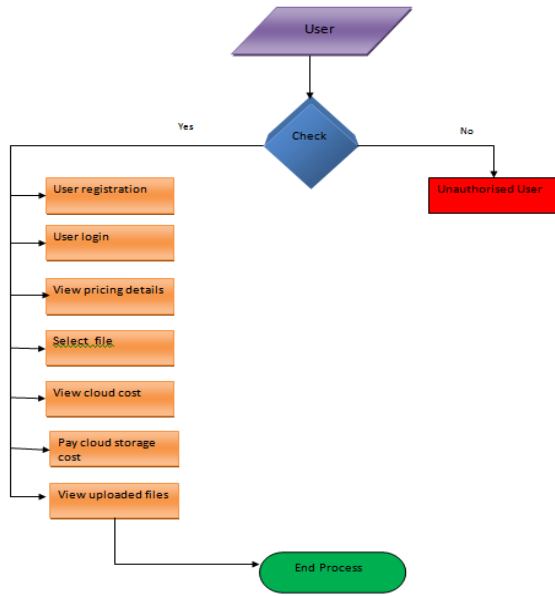 User
Check
Yes
No
User registration
Unauthorised User
User login
View pricing details
Select file
View cloud cost
Pay cloud storage
cost
View uploaded files
End Process